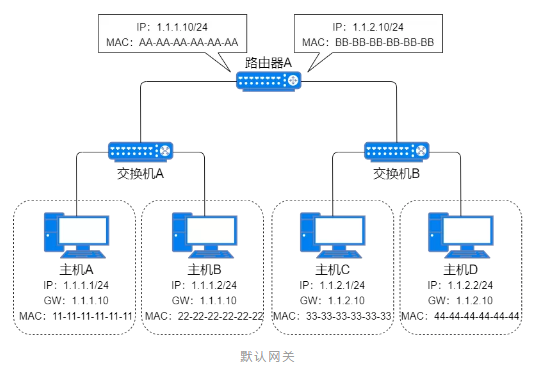 IP：1.1.1.10/24
MAC：AA-AA-AA-AA-AA-AA
IP：1.1.2.10/24
MAC：BB-BB-BB-BB-BB-BB
路由器A
交换机A
交换机B
主机A
IP：1.1.1.1/24
GW：1.1.1.10
MAC：11-11-11-11-11-11
主机B
IP：1.1.1.2/24
GW：1.1.1.10
MAC：22-22-22-22-22-22
主机C
IP：1.1.2.1/24
GW：1.1.2.10
MAC：33-33-33-33-33-33
主机D
IP：1.1.2.2/24
GW：1.1.2.10
MAC：44-44-44-44-44-44
默认网关